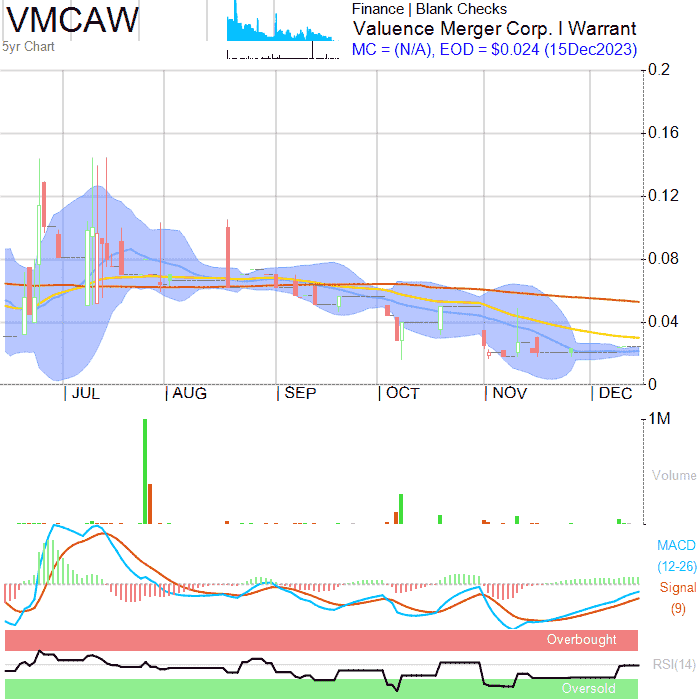 VMCAW
5yr Chart
Finance | Blank Checks
Valuence Merger Corp. I Warrant
MC = (N/A), EOD = $0.024 (15Dec2023)
0.2
0.16
0.12
0.08
0.04
0
JUL AUG SEP OCT NOV DEC
1M
Volume
MACD
(12-26)
Signal
(9)
Overbought
RSI(14)
Oversold